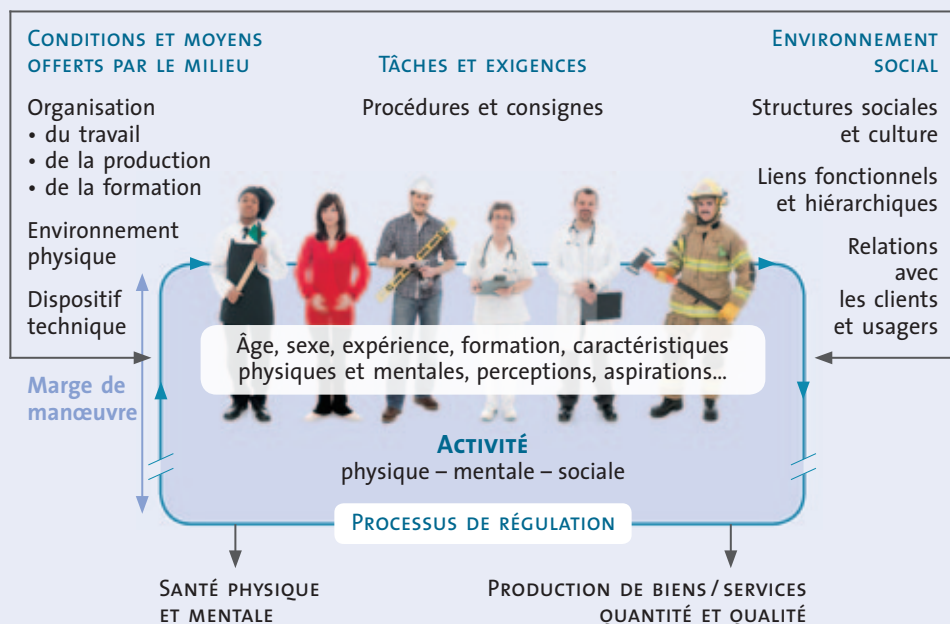 CONDITIONS ET MOYENS
OFFERTS PAR LE MILIEU
Organisation
• du travail
• de la production
• de la formation
Environnement
physique
Dispositif
technique
TÂCHES ET EXIGENCES
Procédures et consignes
ENVIRONNEMENT
SOCIAL
Structures sociales
et culture
Liens fonctionnels
et hiérarchiques
Relations
avec
les clients
et usagers
Âge, sexe, expérience, formation, caractéristiques
physiques et mentales, perceptions, aspirations...
Marge de
manœuvre
ACTIVITÉ
physique – mentale – sociale
PROCESSUS DE RÉGULATION
SANTÉ PHYSIQUE
ET MENTALE
PRODUCTION DE BIENS / SERVICES
QUANTITÉ ET QUALITÉ